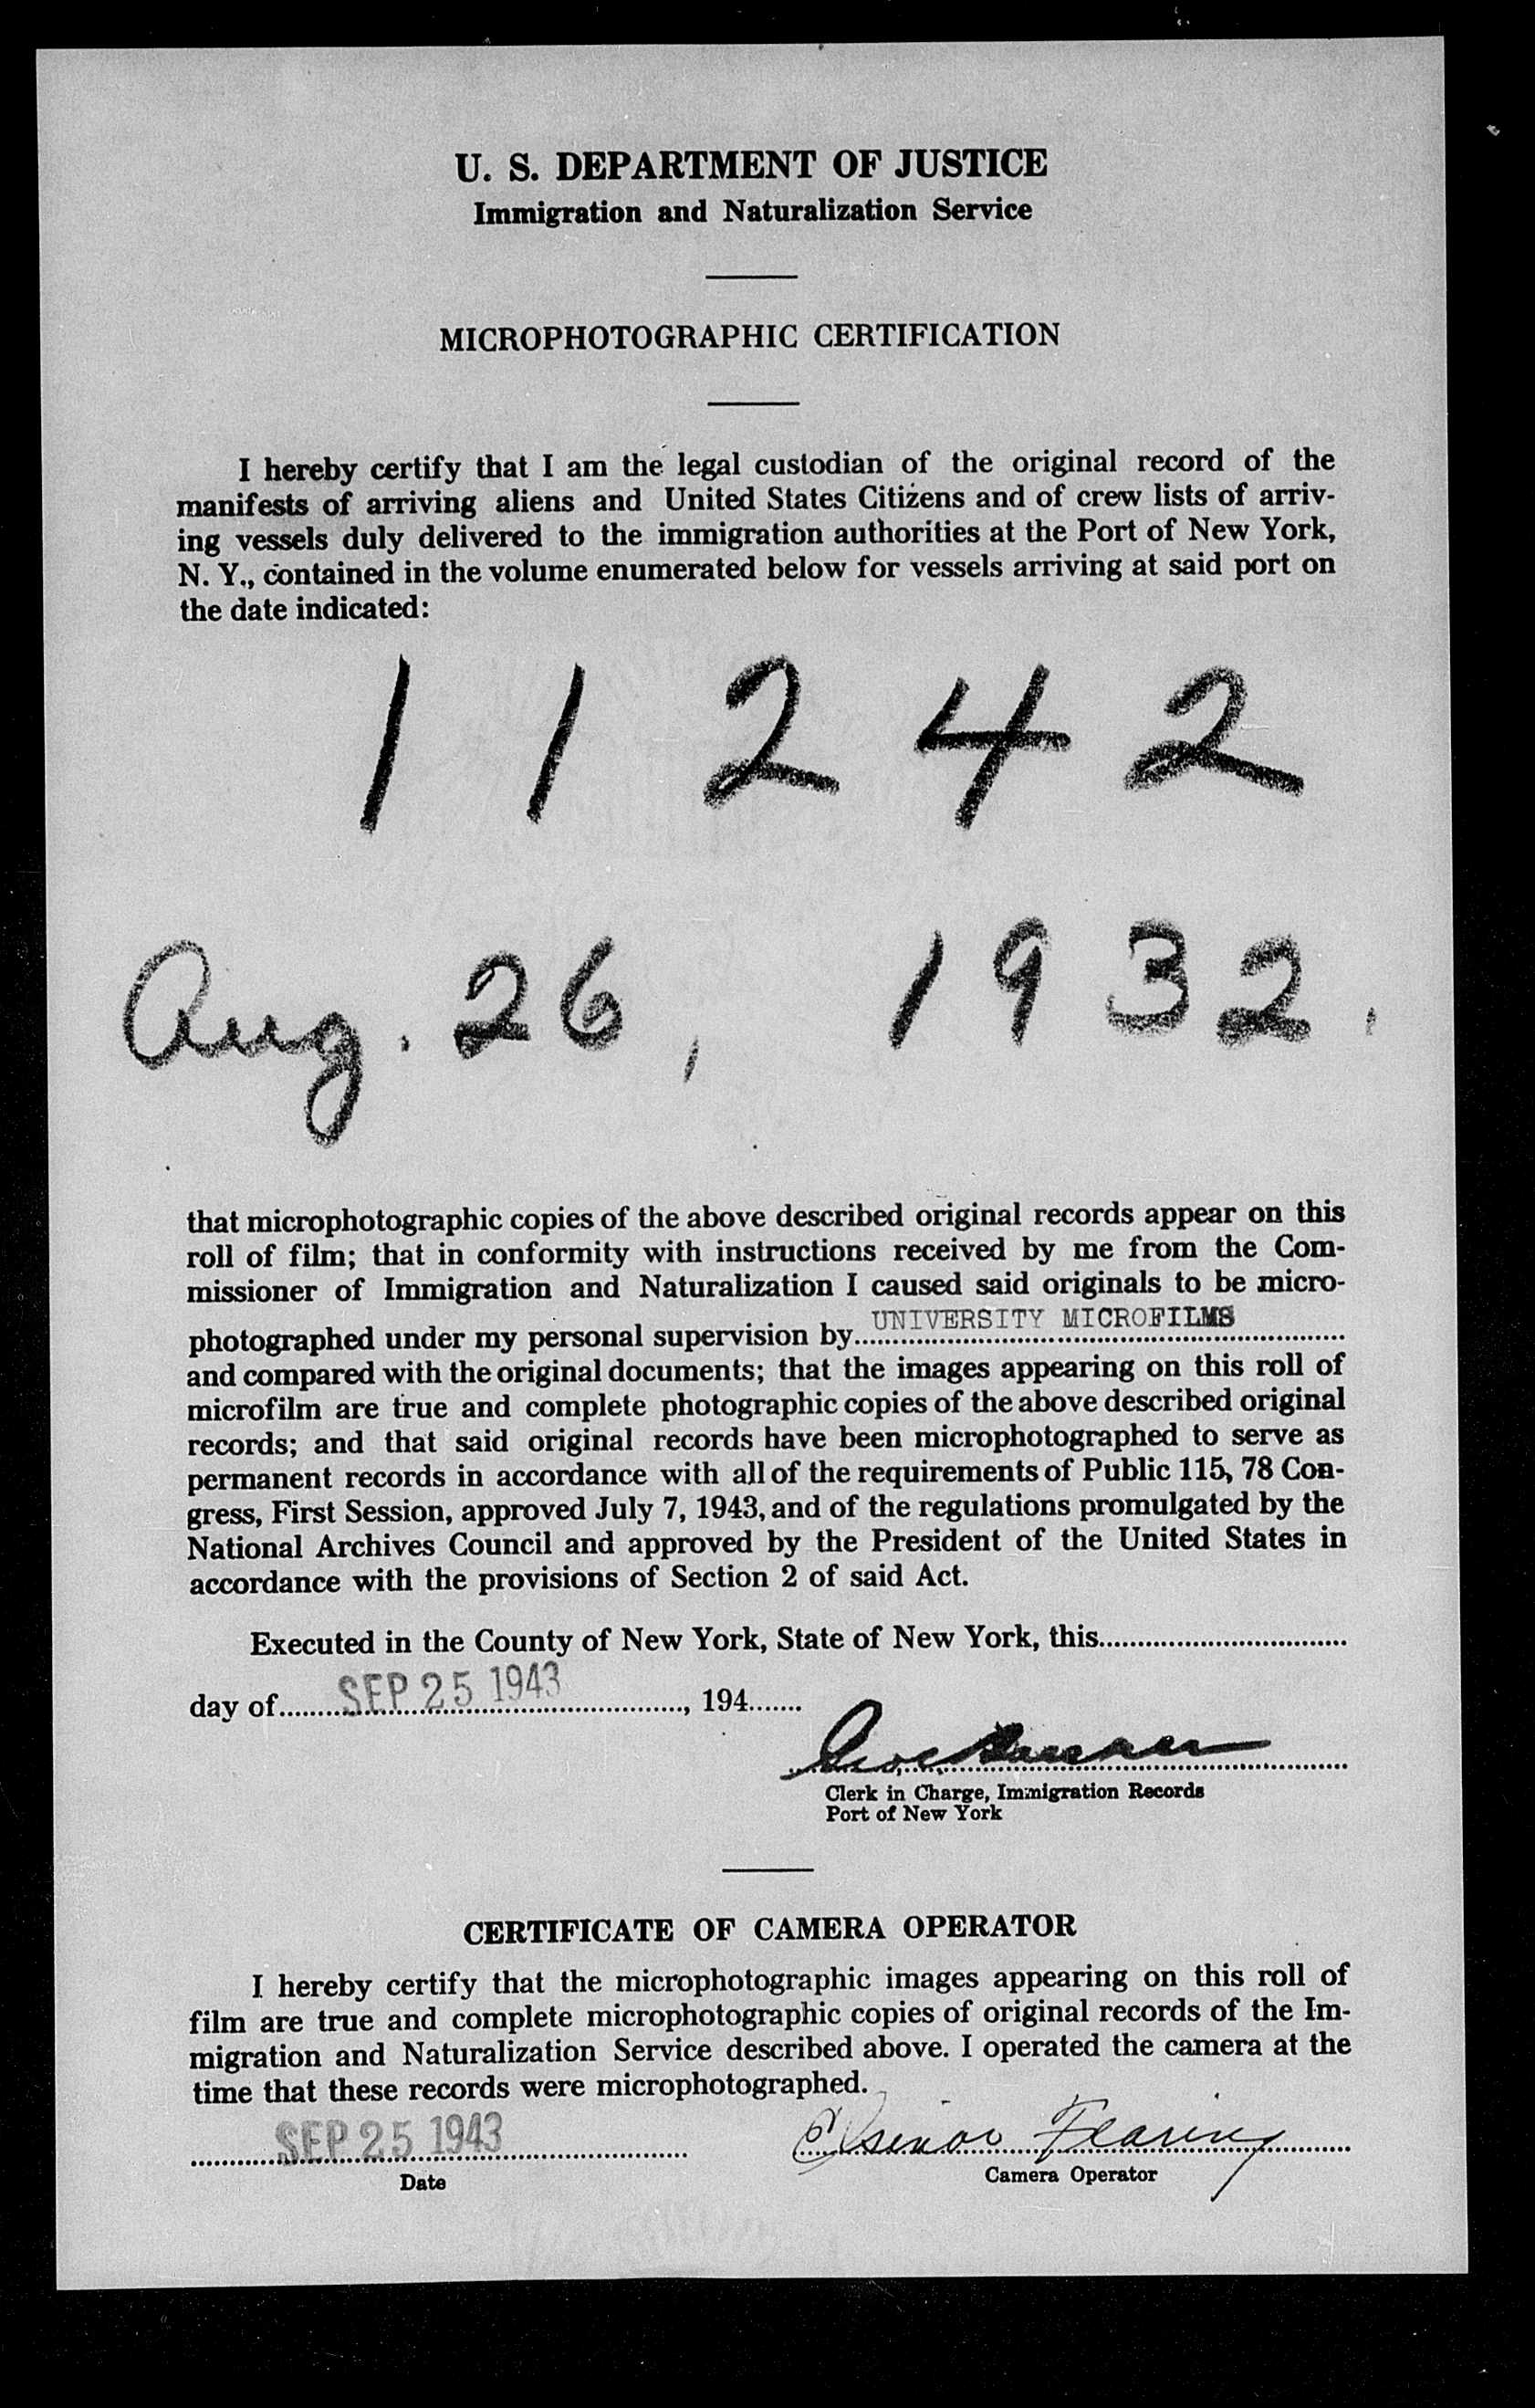 U. S. DEPARTMENT OF JUSTICE
Immigration and Naturalization Service
MICROPHOTOGRAPHIC CERTIFICATION
I hereby certify that I am the legal custodian of the original record of the
manifests of arriving aliens and United States Citizens and of crew lists of arriv-
ing vessels duly delivered to the immigration authorities at the Port of New York,
N. Y., contained in the volume enumerated below for vessels arriving at said port on
the date indicated:
11242
Aug. 26, 1932.
that microphotographic copies of the above described original records appear on this
roll of film; that in conformity with instructions received by me from the Com-
missioner of Immigration and Naturalization I caused said originals to be micro-
photographed under my personal supervision by UNIVERSITY MICROFILMS
and compared with the original documents; that the images appearing on this roll of
microfilm are true and complete photographic copies of the above described original
records; and that said original records have been microphotographed to serve as
permanent records in accordance with all of the requirements of Public 115, 78 Con-
gress, First Session, approved July 7, 1943, and of the regulations promulgated by the
National Archives Council and approved by the President of the United States in
accordance with the provisions of Section 2 of said Act.
Executed in the County of New York, State of New York, this
day of SEP 25 1943, 194
Clerk in Charge, Immigration Records
Port of New York
CERTIFICATE OF CAMERA OPERATOR
I hereby certify that the microphotographic images appearing on this roll of
film are true and complete microphotographic copies of original records of the Im-
migration and Naturalization Service described above. I operated the camera at the
time that these records were microphotographed.
SEP 25 1943
Date
Camera Operator